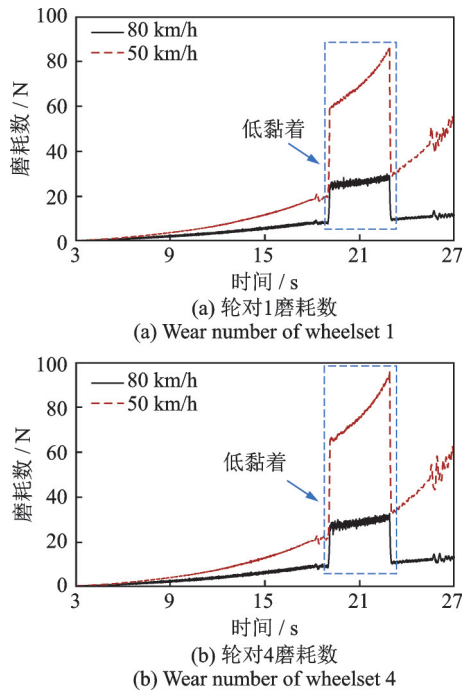 80 km/h
50 km/h
磨耗数 / N
100
80
60
40
20
0
低黏着
3 9 15 21 27
时间 / s
(a) 轮对1磨耗数
(a) Wear number of wheelset 1
80 km/h
50 km/h
磨耗数 / N
100
80
60
40
20
0
低黏着
3 9 15 21 27
时间 / s
(b) 轮对4磨耗数
(b) Wear number of wheelset 4